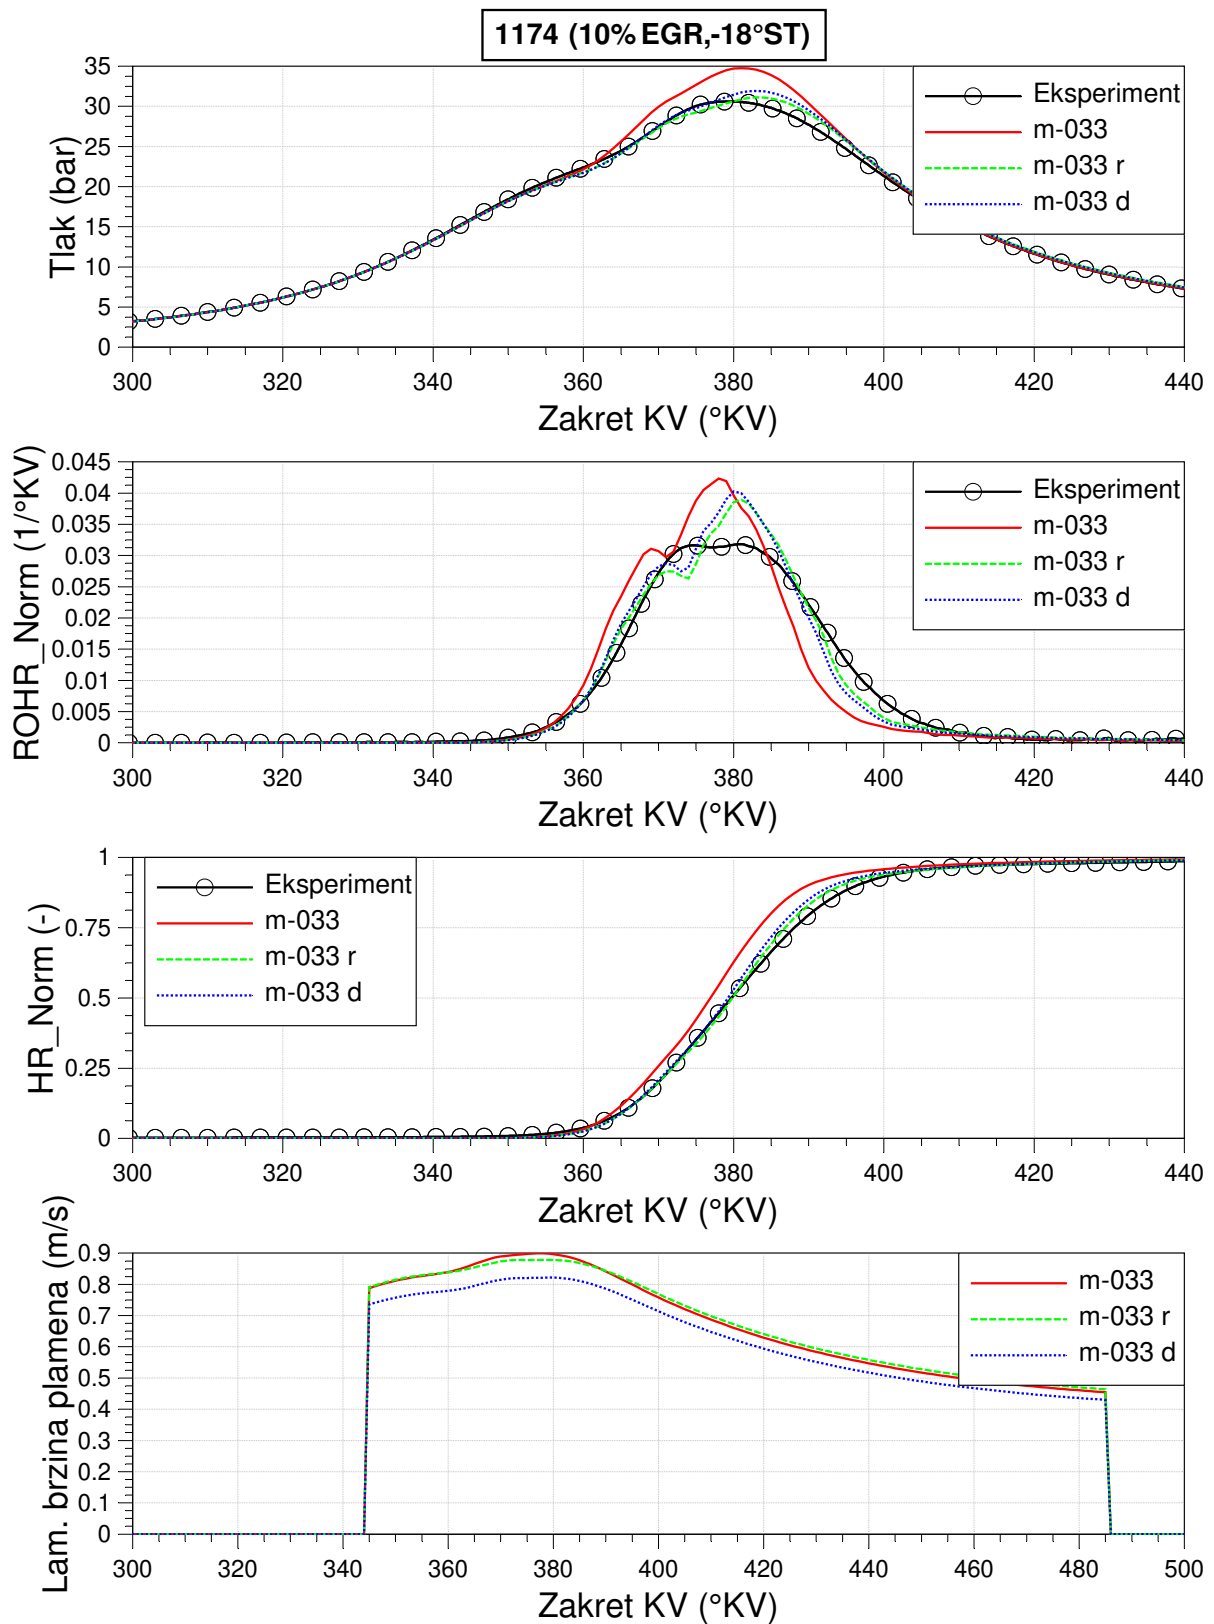 1174 (10% EGR,-18°ST)
Tlak (bar)
35
30
25
20
15
10
5
0
Eksperiment
m-033
m-033 r
m-033 d
300 320 340 360 380 400 420 440
Zakret KV (°KV)
ROHR_Norm (1/°KV)
0.045
0.04
0.035
0.03
0.025
0.02
0.015
0.01
0.005
0
Eksperiment
m-033
m-033 r
m-033 d
300 320 340 360 380 400 420 440
Zakret KV (°KV)
HR_Norm (-)
1
0.75
0.5
0.25
0
Eksperiment
m-033
m-033 r
m-033 d
300 320 340 360 380 400 420 440
Zakret KV (°KV)
Lam. brzina plamena (m/s)
0.9
0.8
0.7
0.6
0.5
0.4
0.3
0.2
0.1
0
m-033
m-033 r
m-033 d
300 320 340 360 380 400 420 440 460 480 500
Zakret KV (°KV)